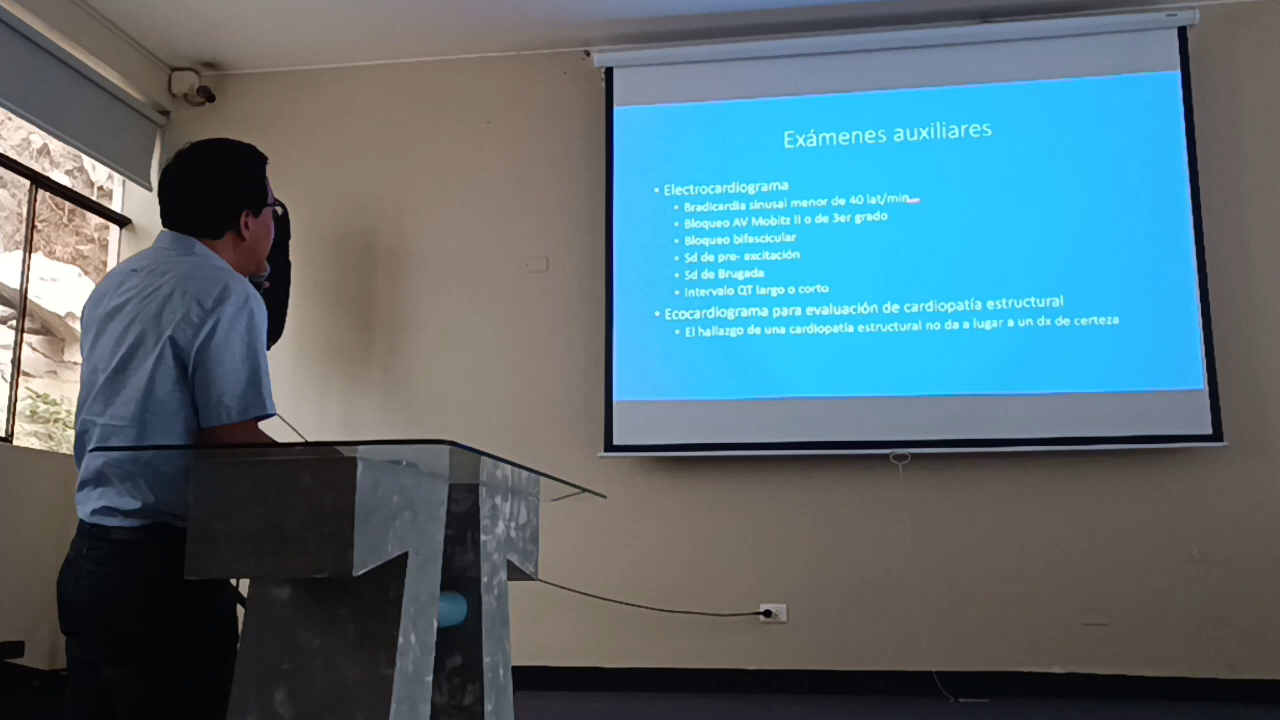 Exámenes auxiliares
• Electrocardiograma
• Bradicardia sinusal menor de 40 lat/min
• Bloqueo AV Mobitz II o de 3er grado
• Bloqueo bifascicular
• Sd de pre- excitación
• Sd de Brugada
• Intervalo QT largo o corto
• Ecocardiograma para evaluación de cardiopatía estructural
• El hallazgo de una cardiopatía estructural no da a lugar a un dx de certeza